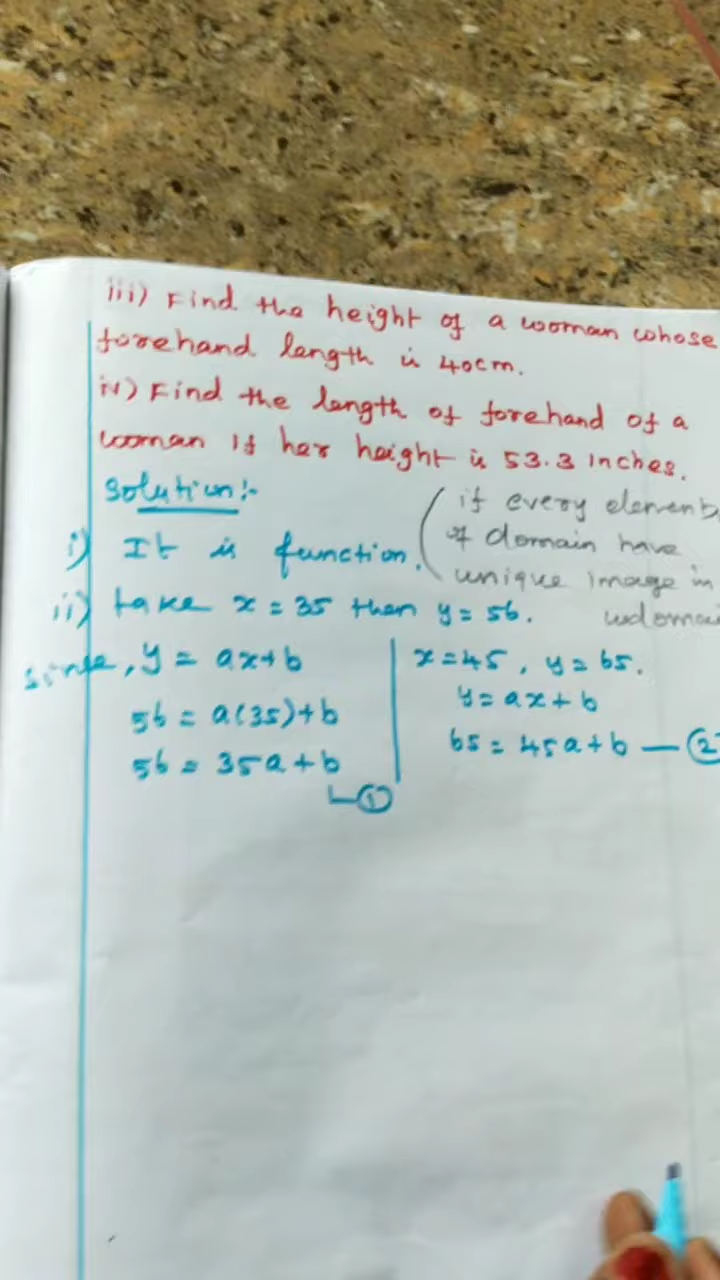 iii) Find the height of a woman whose
forehand length is 40cm.
iv) Find the length of forehand of a
woman if her height is 53.3 inches.
Solution:-
(if every element
of domain have
unique image in
i) It is function.
ii) take x = 35 then y = 56.
since, y = ax+b
56 = a(35)+b
56 = 35a+b
①
x=45, y=65.
y=ax+b
65 = 45a+b — ②